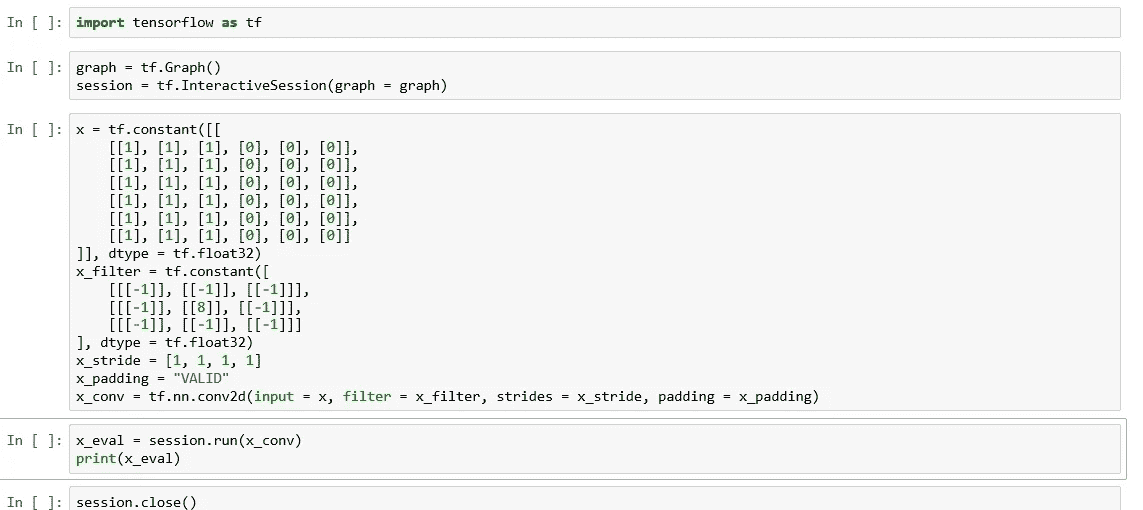 In [ ]: import tensorflow as tf
In [ ]: graph = tf.Graph()
session = tf.InteractiveSession(graph = graph)
In [ ]: x = tf.constant([[
    [[1], [1], [1], [0], [0], [0]],
    [[1], [1], [1], [0], [0], [0]],
    [[1], [1], [1], [0], [0], [0]],
    [[1], [1], [1], [0], [0], [0]],
    [[1], [1], [1], [0], [0], [0]],
    [[1], [1], [1], [0], [0], [0]]
]], dtype = tf.float32)
x_filter = tf.constant([
    [[[-1]], [[-1]], [[-1]]],
    [[[-1]], [[8]], [[-1]]],
    [[[-1]], [[-1]], [[-1]]]
], dtype = tf.float32)
x_stride = [1, 1, 1, 1]
x_padding = "VALID"
x_conv = tf.nn.conv2d(input = x, filter = x_filter, strides = x_stride, padding = x_padding)
In [ ]: x_eval = session.run(x_conv)
print(x_eval)
In [ ]: session.close()